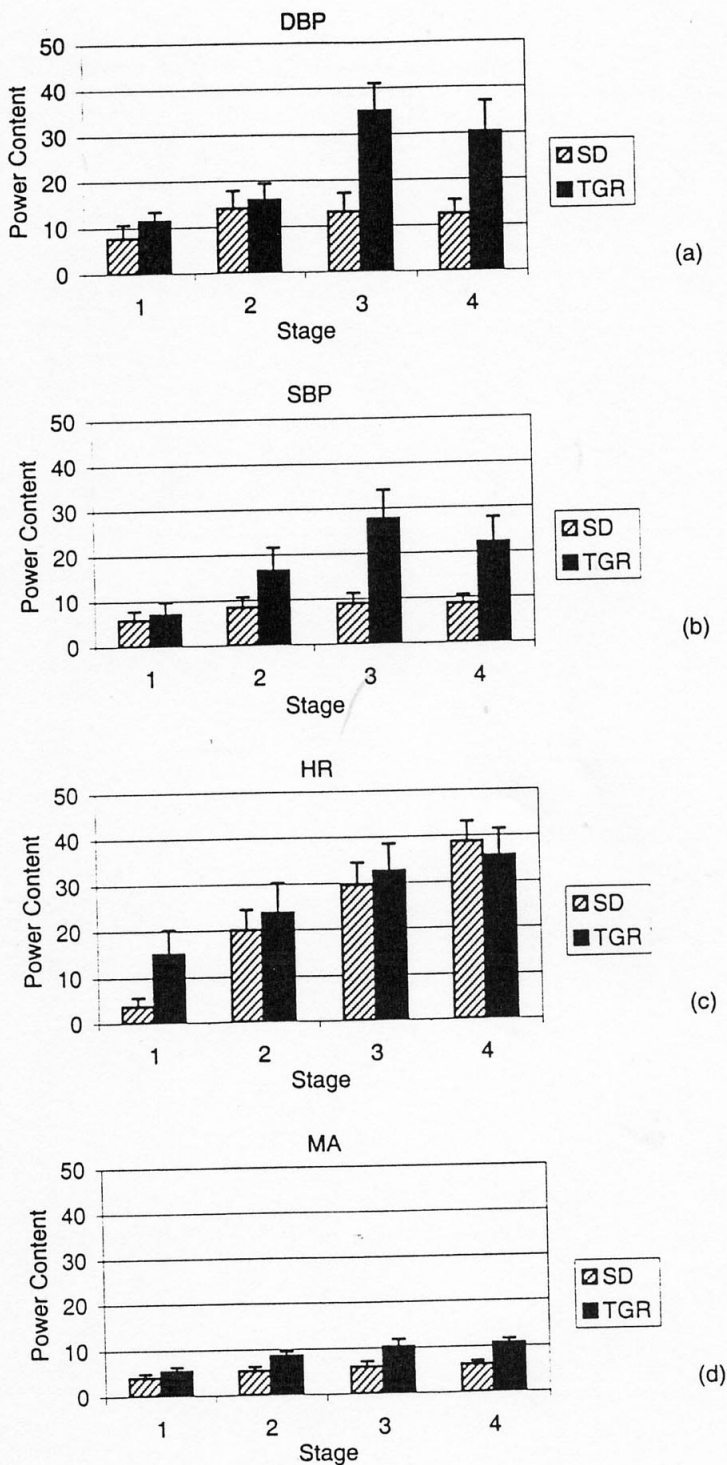 DBP
50
40
30
20
10
0
Power Content
1 2 3 4
Stage
SD
TGR
(a)
SBP
50
40
30
20
10
0
Power Content
1 2 3 4
Stage
SD
TGR
(b)
HR
50
40
30
20
10
0
Power Content
1 2 3 4
Stage
SD
TGR
(c)
MA
50
40
30
20
10
0
Power Content
1 2 3 4
Stage
SD
TGR
(d)